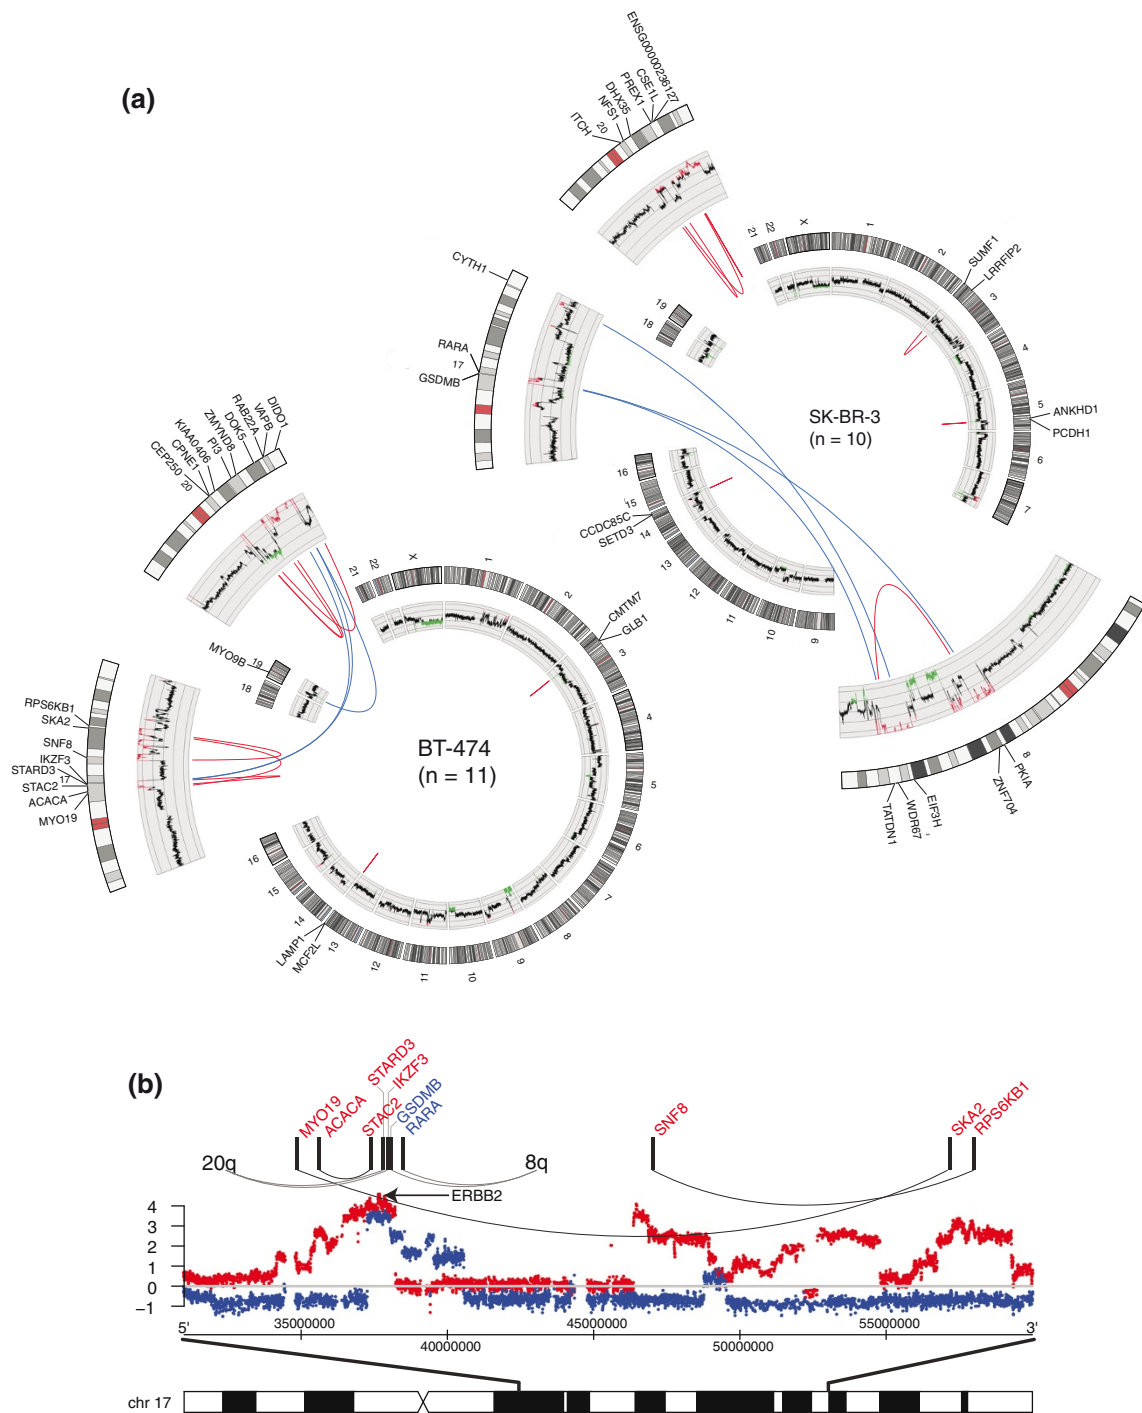 (a)
ENSG00000236127
CSE1L
PREX1
DHX35
NFS1
20
ITCH
CYTH1
RARA
17
GSDMB
19
18
21
22
X
1
2
SUMF1
LRRFIP2
3
4
5
ANKHD1
PCDH1
6
7
SK-BR-3
(n = 10)
16
15
CCDC85C
SETD3
14
13
12
11
10
9
8
PKIA
ZNF704
EIF3H
WDR67
TATDN1
DIDO1
VAPB
RAB22A
DOK5
ZMYND8
PI3
KIAA0406
CPNE1
20
CEP250
MYO9B
19
18
RPS6KB1
SKA2
SNF8
IKZF3
STARD3
17
STAC2
ACACA
MYO19
21
22
X
1
2
CMTM7
GLB1
3
4
5
6
7
8
9
10
11
12
13
14
15
16
LAMP1
MCF2L
BT-474
(n = 11)
(b)
MYO19
ACACA
STAC2
STARD3
IKZF3
GSDMB
RARA
SNF8
SKA2
RPS6KB1
20q
8q
ERBB2
4
3
2
1
0
−1
5'
35000000
40000000
45000000
50000000
55000000
3'
chr 17